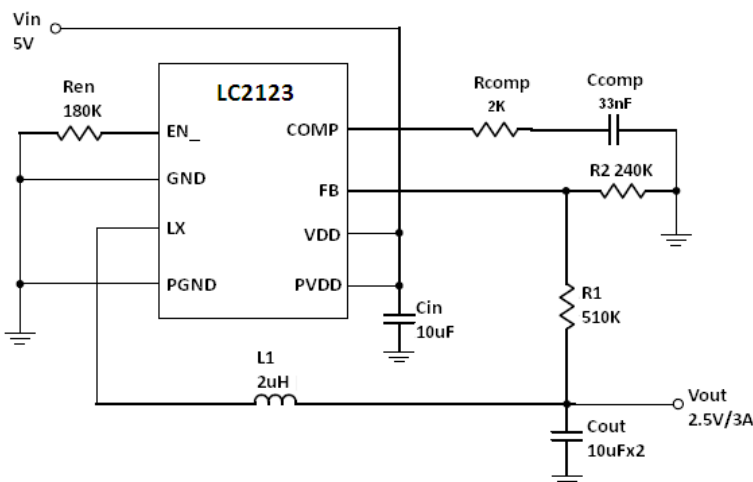 Vin
5V
Ren
180K
LC2123
EN_
GND
LX
PGND
COMP
FB
VDD
PVDD
Rcomp
2K
Ccomp
33nF
R2 240K
R1
510K
Cin
10uF
L1
2uH
Vout
2.5V/3A
Cout
10uFx2